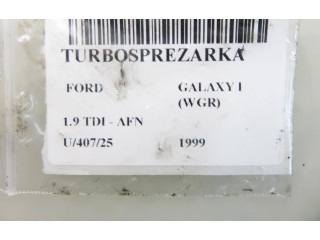 TURBOSPREZARKA
FORD GALAXY I
(WGR)
1.9 TDI - AFN
U/407/25 1999